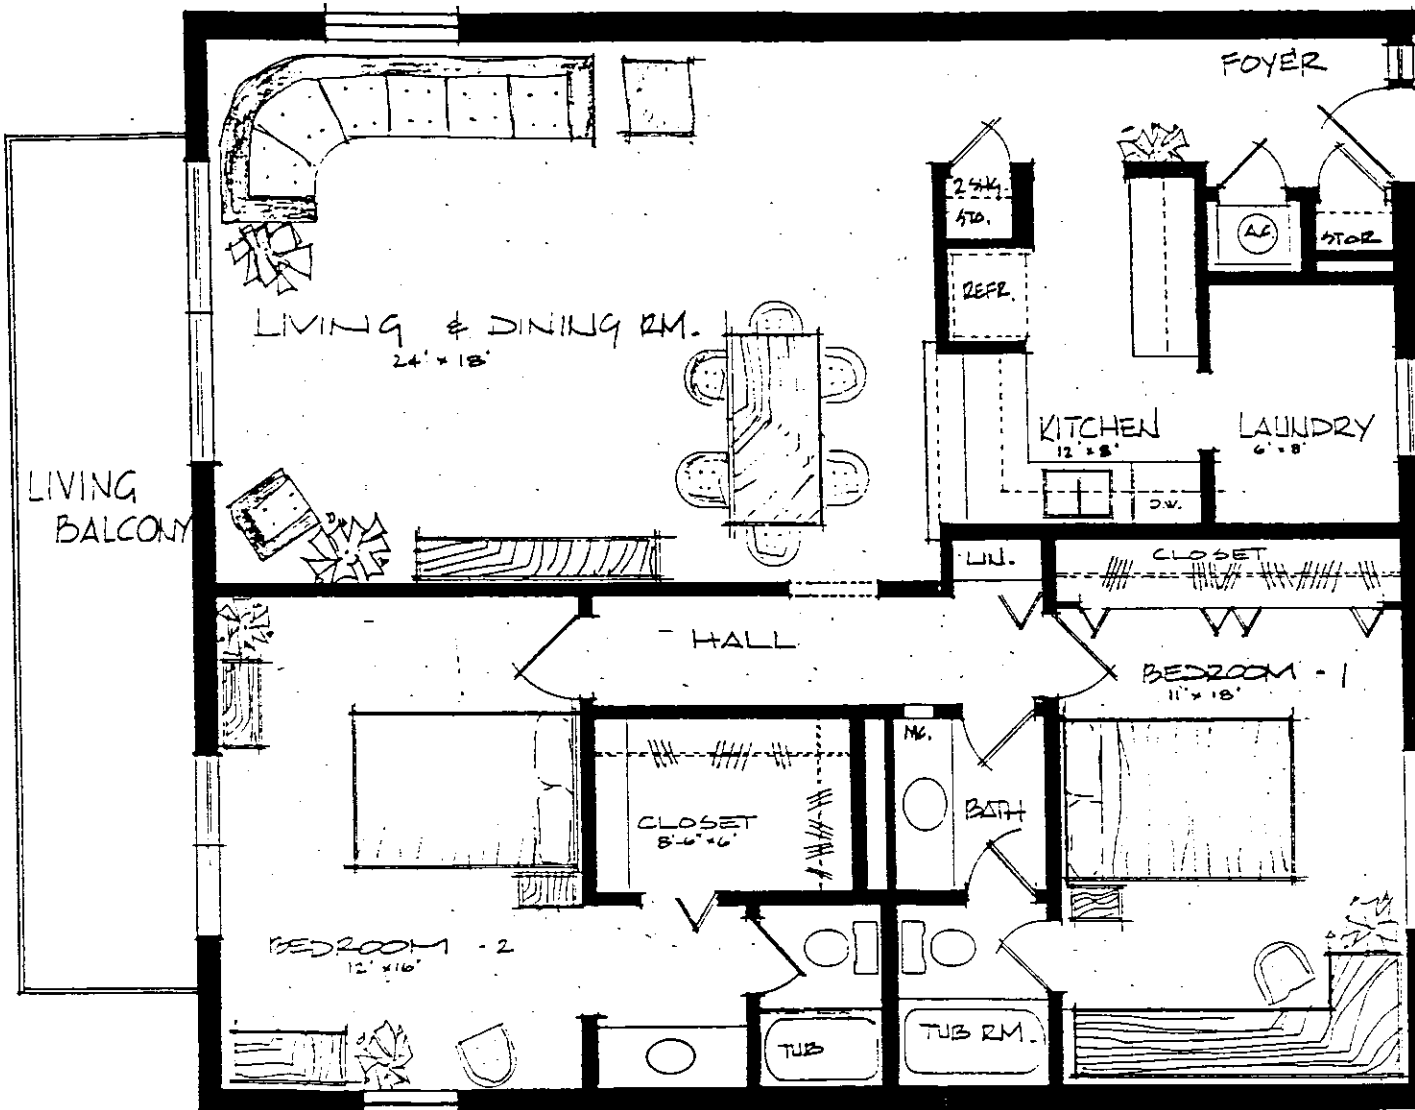 FOYER
2 SHG.
STO.
A.C.
STOR
REFR.
LIVING & DINING RM.
24' x 18'
KITCHEN
12' x 8'
LAUNDRY
6' x 8'
LIVING
BALCONY
D.W.
LIN.
CLOSET
HALL
BEDROOM - 1
11' x 18'
MC.
BATH
CLOSET
8'-6" x 6'
BEDROOM - 2
12' x 16'
TUB
TUB RM.